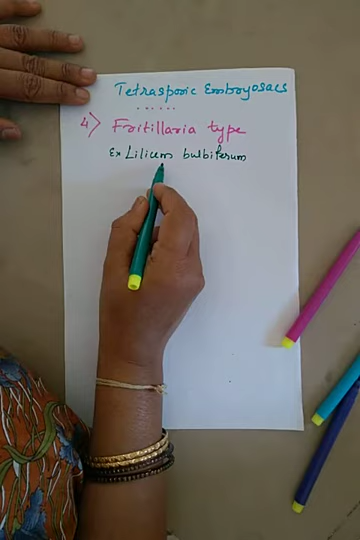 Tetrasporic Embryosacs
4) Fritillaria type
Ex Lilium bulbiferum